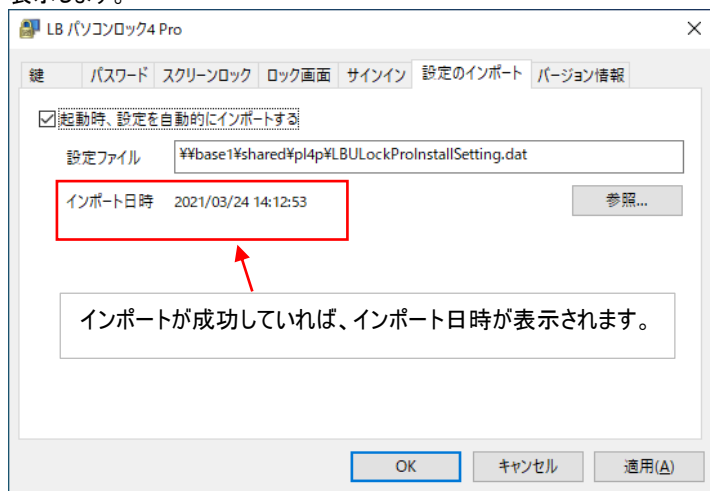 表示します。
LB パソコンロック4 Pro
鍵 パスワード スクリーンロック ロック画面 サインイン 設定のインポート バージョン情報
起動時、設定を自動的にインポートする
設定ファイル ¥¥base1¥shared¥pl4p¥LBULockProInstallSetting.dat
インポート日時 2021/03/24 14:12:53 参照...
インポートが成功していれば、インポート日時が表示されます。
OK キャンセル 適用(A)